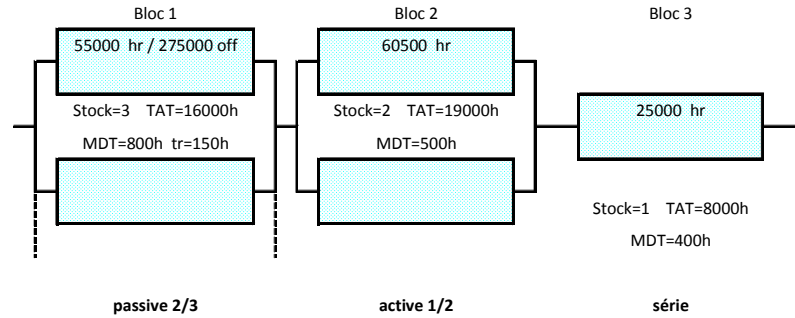 Bloc 1
Bloc 2
Bloc 3
55000 hr / 275000 off
60500 hr
Stock=3 TAT=16000h
Stock=2 TAT=19000h
25000 hr
MDT=800h tr=150h
MDT=500h
Stock=1 TAT=8000h
MDT=400h
passive 2/3
active 1/2
série